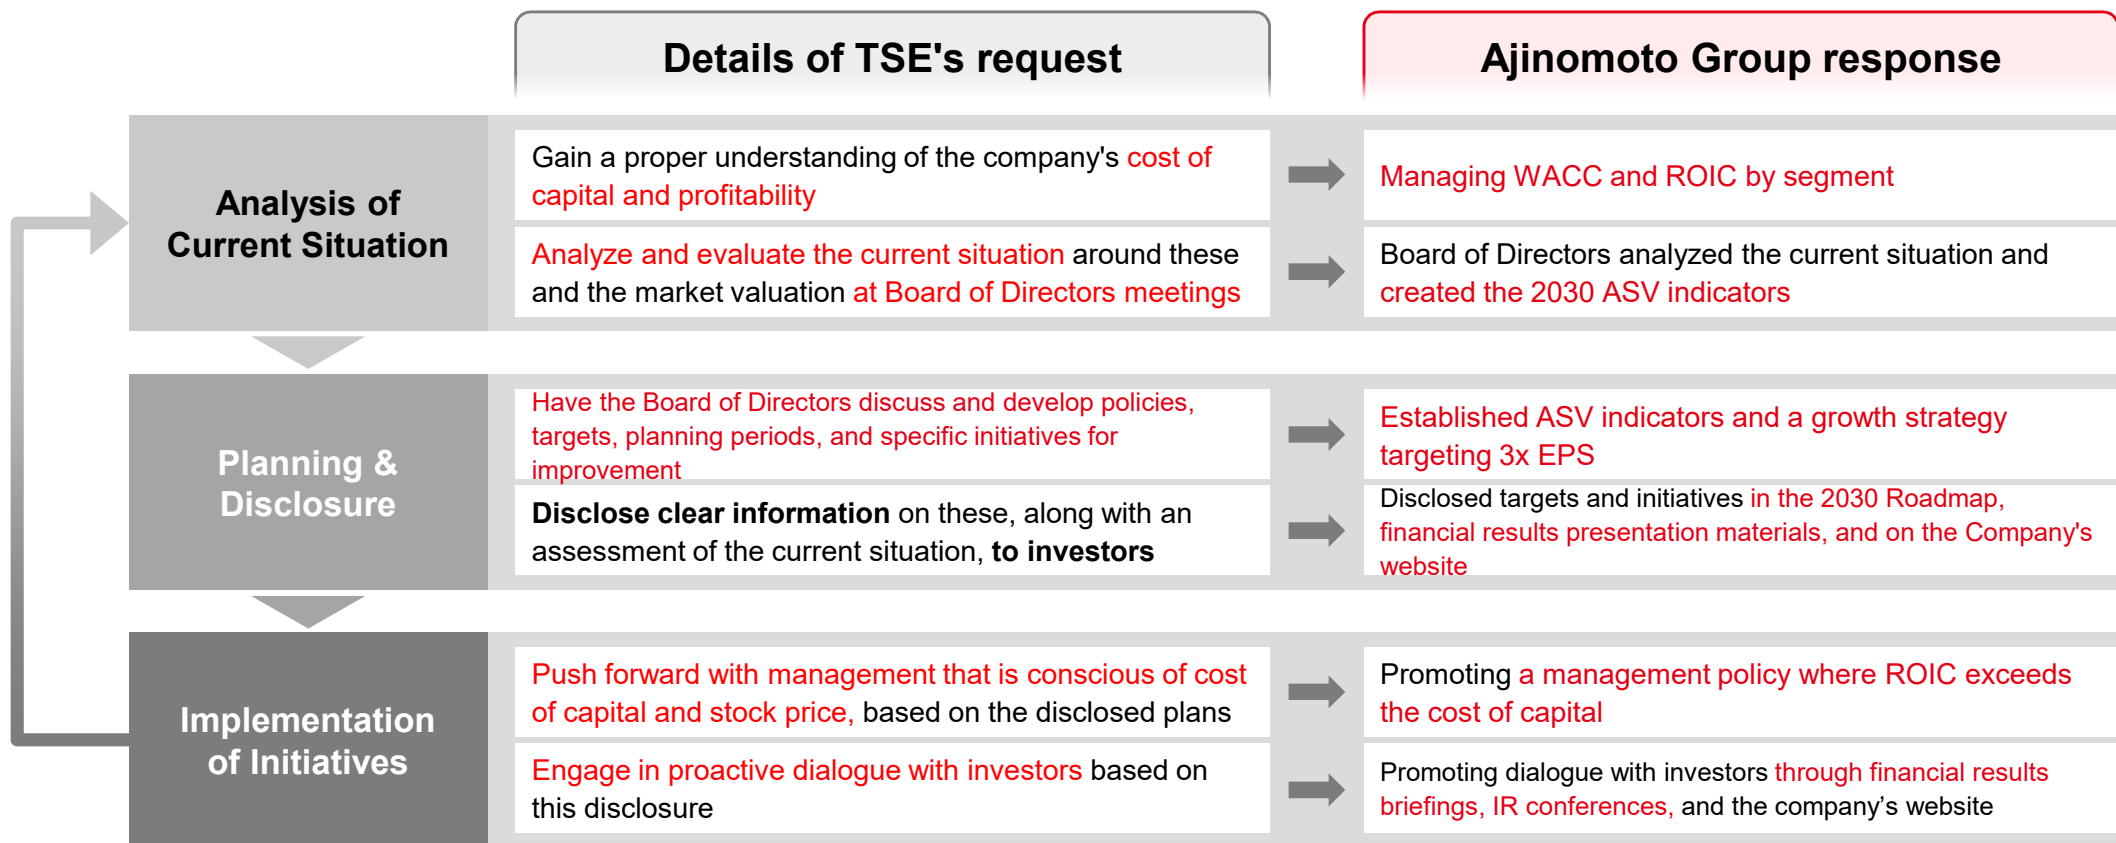 Details of TSE's request
Ajinomoto Group response
Analysis of
Current Situation
Gain a proper understanding of the company's cost of
capital and profitability
Managing WACC and ROIC by segment
Analyze and evaluate the current situation around these
and the market valuation at Board of Directors meetings
Board of Directors analyzed the current situation and
created the 2030 ASV indicators
Planning &
Disclosure
Have the Board of Directors discuss and develop policies,
targets, planning periods, and specific initiatives for
improvement
Established ASV indicators and a growth strategy
targeting 3x EPS
Disclose clear information on these, along with an
assessment of the current situation, to investors
Disclosed targets and initiatives in the 2030 Roadmap,
financial results presentation materials, and on the Company's
website
Implementation
of Initiatives
Push forward with management that is conscious of cost
of capital and stock price, based on the disclosed plans
Promoting a management policy where ROIC exceeds
the cost of capital
Engage in proactive dialogue with investors based on
this disclosure
Promoting dialogue with investors through financial results
briefings, IR conferences, and the company’s website